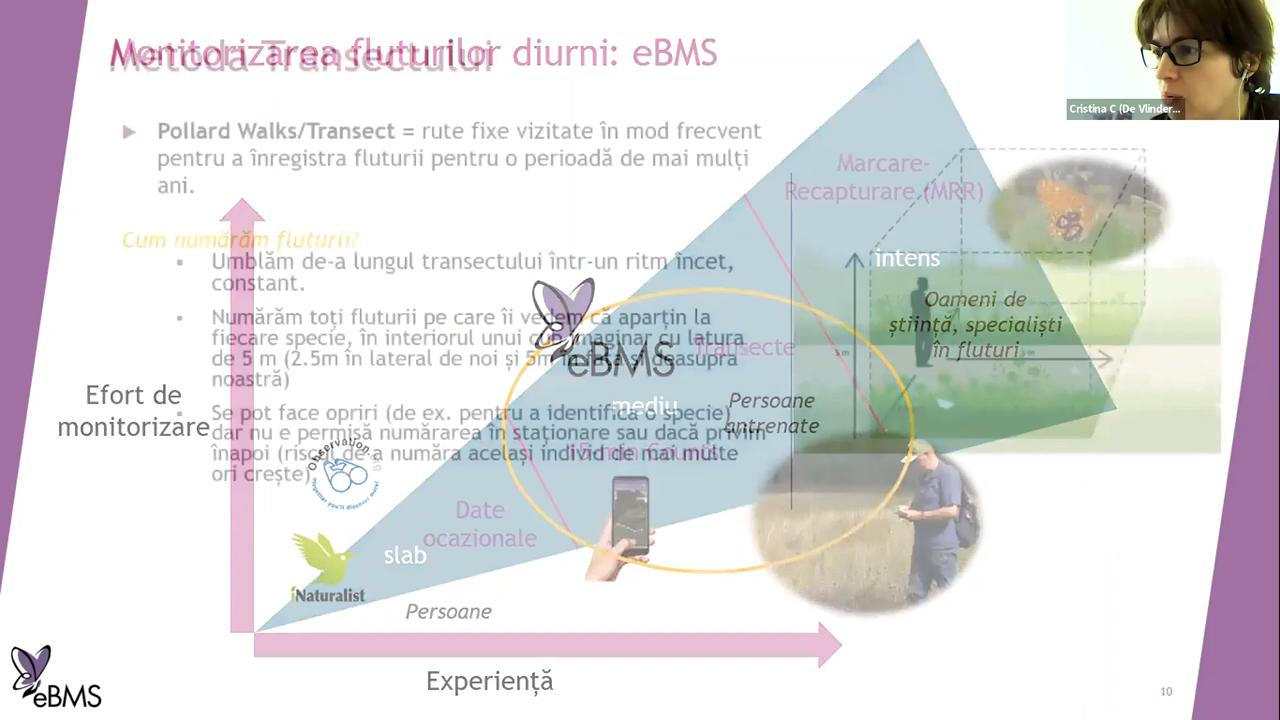 Monitorizarea fluturilor diurni: eBMS
Metoda Transectului
Cristina C (De Vlinder...
Pollard Walks/Transect = rute fixe vizitate în mod frecvent
pentru a înregistra fluturii pentru o perioadă de mai mulți
ani.
Cum numărăm fluturii?
Umblăm de-a lungul transectului într-un ritm încet,
constant.
Numărăm toți fluturii pe care îi vedem că aparțin la
fiecare specie, în interiorul unui cub imaginar cu latura
de 5 m (2.5m în lateral de noi și 5m în față și deasupra
noastră)
Se pot face opriri (de ex. pentru a identifica o specie)
dar nu e permisă numărarea în staționare sau dacă privim
înapoi (riscul de a număra același individ de mai multe
ori crește)
Marcare-
Recapturare (MRR)
intens
Oameni de
știință, specialiști
în fluturi
eBMS
Transecte
mediu
Persoane
antrenate
15-min Counts
Efort de
monitorizare
Observation
Date
ocazionale
slab
iNaturalist
Persoane
Experiență
eBMS
10